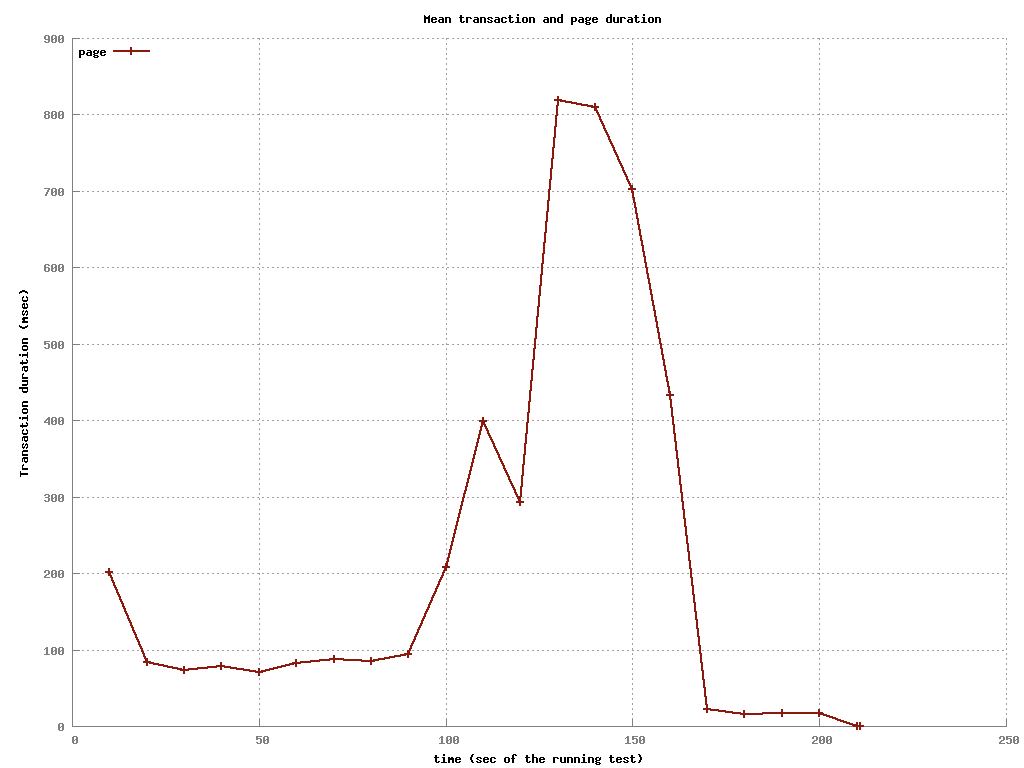 Mean transaction and page duration
900
page
800
700
600
500
400
300
200
100
0
Transaction duration (msec)
0 50 100 150 200 250
time (sec of the running test)